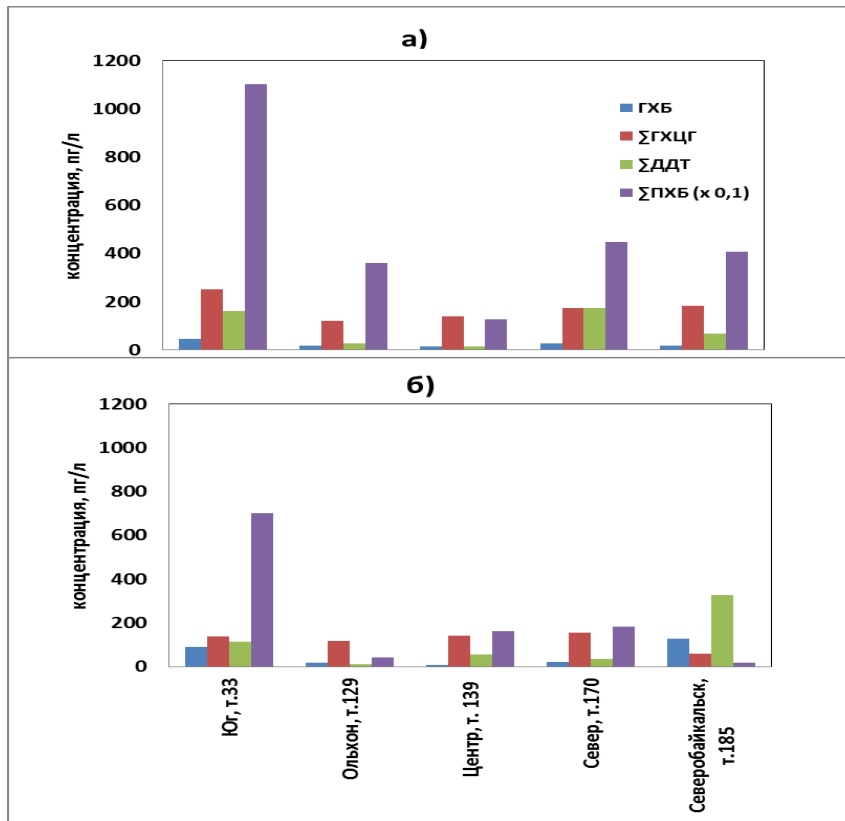 а)
концентрация, пг/л
1200
1000
800
600
400
200
0
ГХБ
∑ГХЦГ
∑ДДТ
∑ПХБ (х 0,1)
б)
концентрация, пг/л
1200
1000
800
600
400
200
0
Юг, т.33
Ольхон, т.129
Центр, т. 139
Север, т.170
Северобайкальск,
т.185